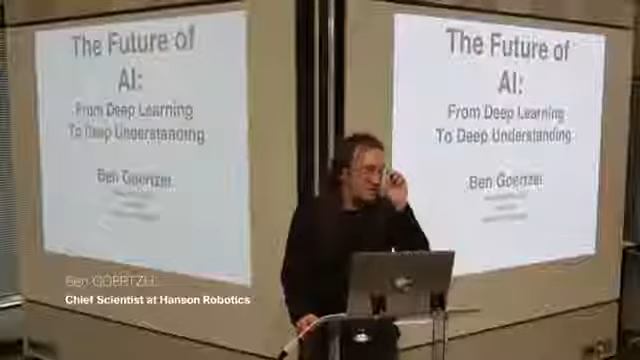 The Future of
AI:
From Deep Learning
To Deep Understanding
Ben Goertzel
The Future of
AI:
From Deep Learning
To Deep Understanding
Ben Goertzel
Ben GOERTZEL
Chief Scientist at Hanson Robotics